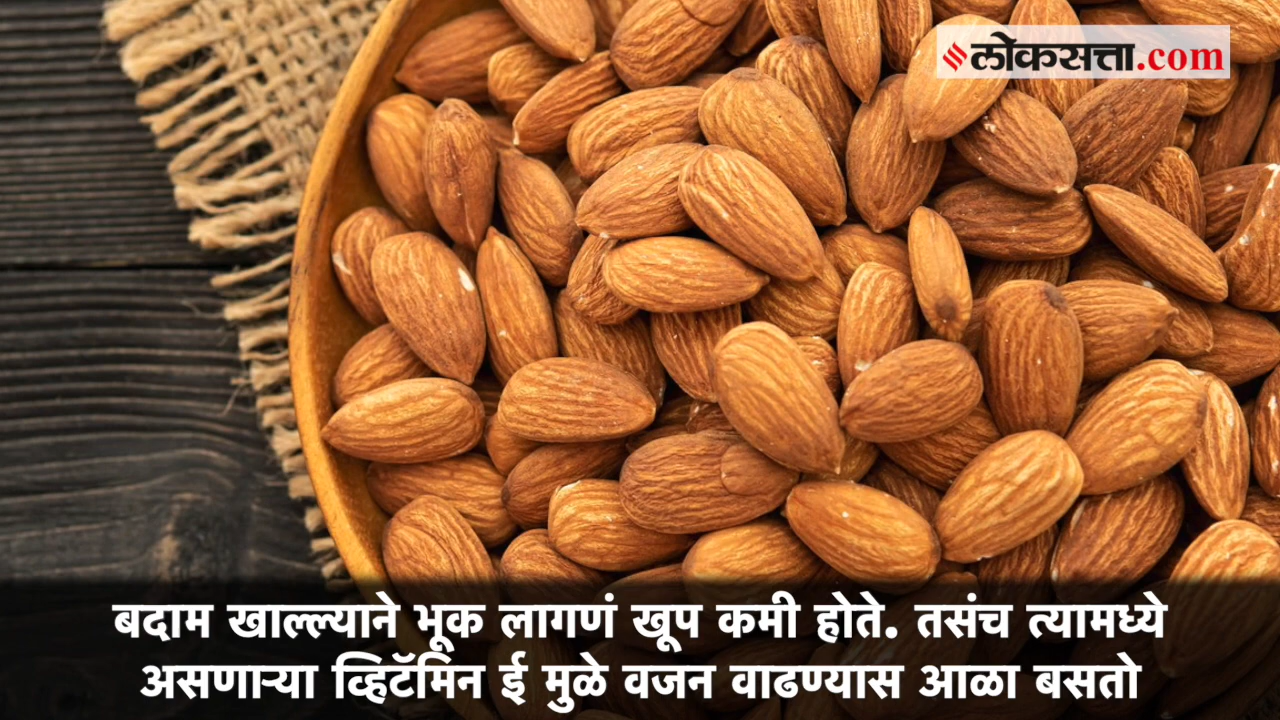 लोकसत्ता.com
बदाम खाल्ल्याने भूक लागणं खूप कमी होते. तसंच त्यामध्ये
असणाऱ्या व्हिटॅमिन ई मुळे वजन वाढण्यास आळा बसतो